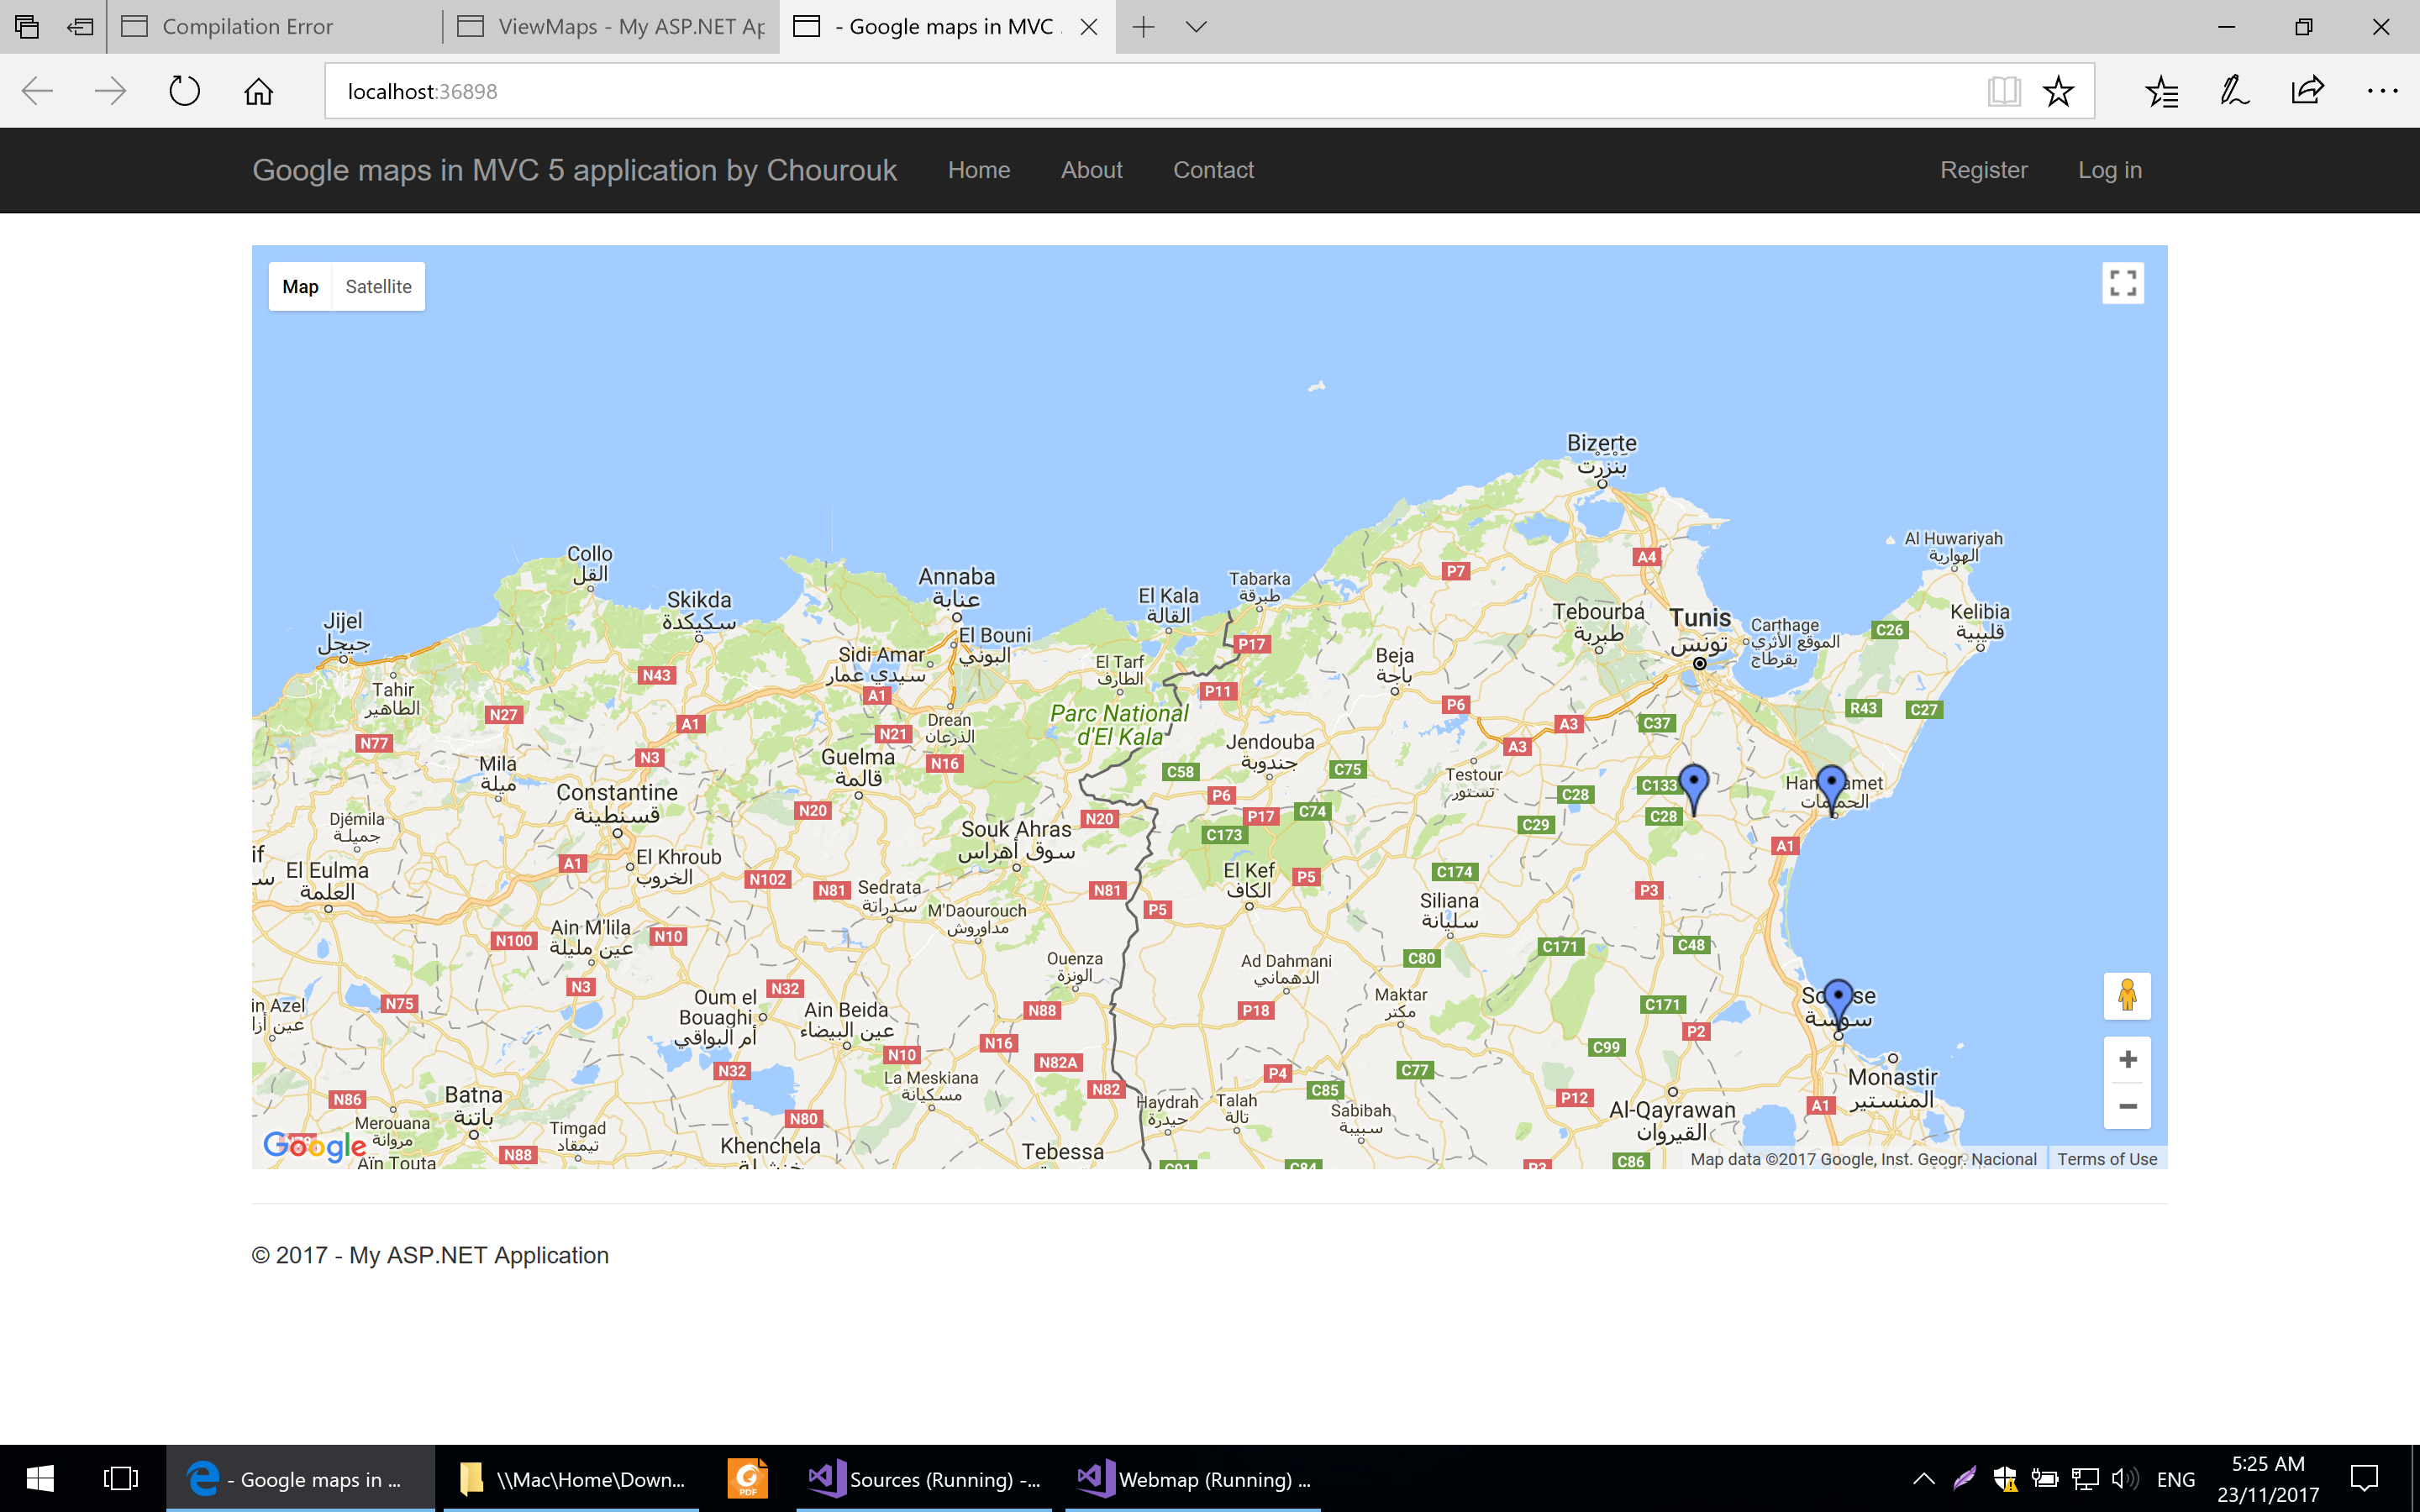 Compilation Error
ViewMaps - My ASP.NET Ap
- Google maps in MVC
localhost:36898
Google maps in MVC 5 application by Chourouk
Home
About
Contact
Register
Log in
Map
Satellite
Bizerte
بنزرت
Al Huwariyah
الهوارية
A4
Collo
القل
P7
Annaba
عنابة
Tabarka
طبرقة
El Kala
القالة
Skikda
سكيكدة
Jijel
جيجل
Tebourba
طبربة
Tunis
تونس
Carthage
الموقع الأثري
بقرطاج
C26
Kelibia
قليبية
El Bouni
البوني
P17
Sidi Amar
سيدي عمار
El Tarf
الطارف
Beja
باجة
N43
Tahir
الطاهير
A1
P11
N27
P6
R43
C27
Parc National
d'El Kala
Drean
الذرعان
A1
A3
C37
N21
N77
Jendouba
جندوبة
A3
N3
Guelma
قالمة
N16
Mila
ميلة
C58
C75
Testour
تستور
C133
Constantine
قسنطينة
P6
C28
N20
C74
P17
C28
N20
C29
Djémila
جميلة
C173
Souk Ahras
سوق أهراس
A1
El Khroub
الخروب
A1
El Eulma
العلمة
El Kef
الكاف
P5
C174
N102
N81
Sedrata
سدراتة
N81
P3
P5
Siliana
سليانة
M'Daourouch
مداوروش
Ain M'lila
عين مليلة
N100
N10
C171
C48
C80
Ouenza
الونزة
Ad Dahmani
الدهماني
N3
N32
N75
Maktar
مكثر
C171
Oum el
Bouaghi
أم البواقي
Ain Beida
عين البيضاء
N88
P18
P2
سوسة
N16
C99
N10
N82A
N32
P4
C77
La Meskiana
مسكيانة
C85
N82
Monastir
المنستير
N86
Batna
باتنة
P12
A1
Haydrah
حيدرة
Talah
تالة
Sabibah
سبيبة
Al-Qayrawan
القيروان
N80
Merouana
مروانة
Timgad
تيمقاد
Khenchela
Tebessa
N88
Google
C86
Map data ©2017 Google, Inst. Geogr. Nacional
Terms of Use
© 2017 - My ASP.NET Application
- Google maps in ...
\\Mac\Home\Down...
PDF
Sources (Running) -...
Webmap (Running) ...
ENG
5:25 AM
23/11/2017